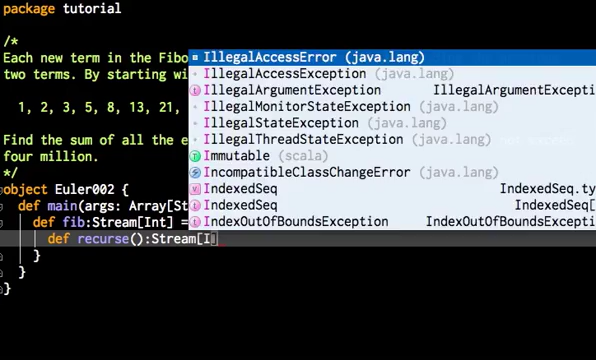 package tutorial
/*
Each new term in the Fibo
two terms. By starting wi
1, 2, 3, 5, 8, 13, 21,
Find the sum of all the e
four million.
*/
object Euler002 {
def main(args: Array[St
def fib:Stream[Int] =
def recurse():Stream[I]
}
}
}
IllegalAccessError (java.lang)
IllegalAccessException (java.lang)
IllegalArgumentException IllegalArgumentExcepti
IllegalMonitorStateException (java.lang)
IllegalStateException (java.lang)
IllegalThreadStateException (java.lang)
Immutable (scala)
IncompatibleClassChangeError (java.lang)
IndexedSeq IndexedSeq.ty
IndexedSeq IndexedSeq[
IndexOutOfBoundsException IndexOutOfBoundsExcepti